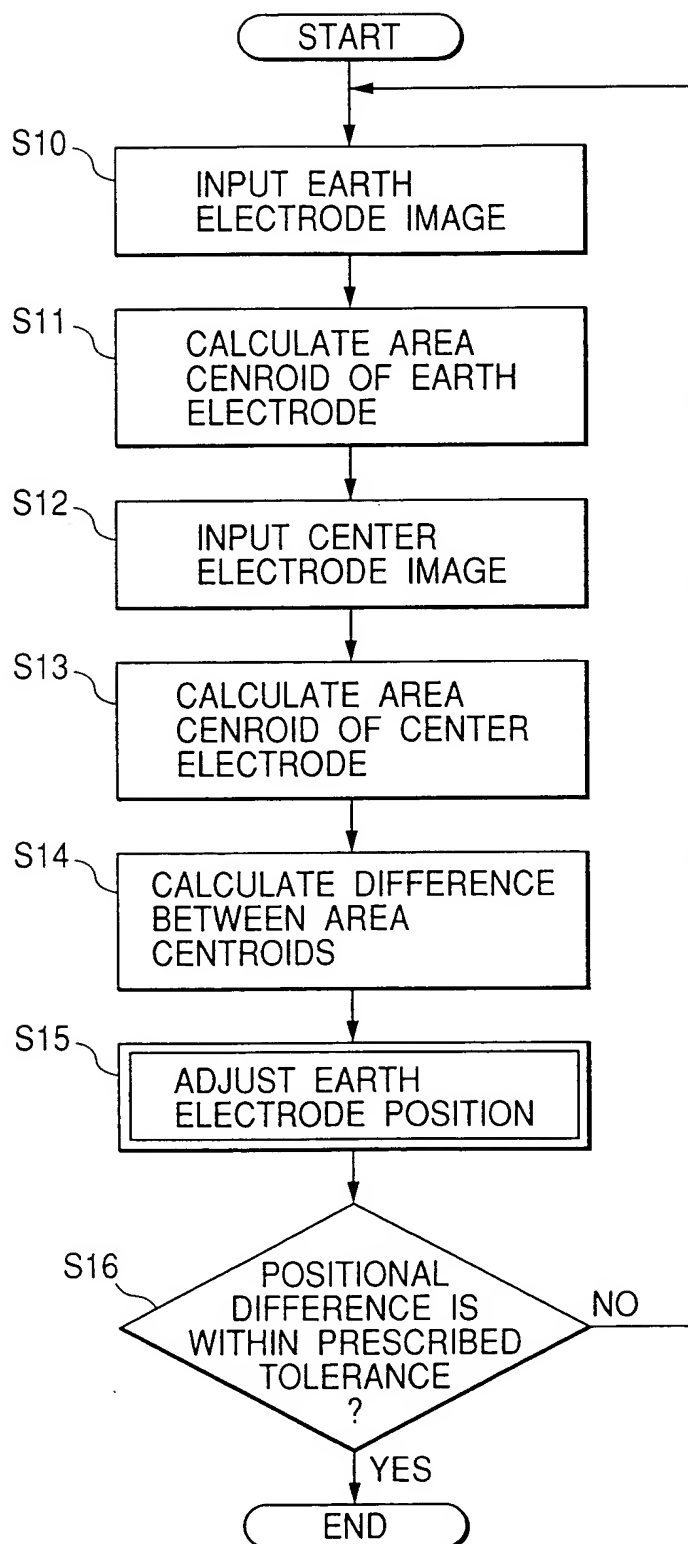 START
S10
INPUT EARTH
ELECTRODE IMAGE
S11
CALCULATE AREA
CENROID OF EARTH
ELECTRODE
S12
INPUT CENTER
ELECTRODE IMAGE
S13
CALCULATE AREA
CENROID OF CENTER
ELECTRODE
S14
CALCULATE DIFFERENCE
BETWEEN AREA
CENTROIDS
S15
ADJUST EARTH
ELECTRODE POSITION
S16
POSITIONAL
DIFFERENCE IS
WITHIN PRESCRIBED
TOLERANCE
?
NO
YES
END